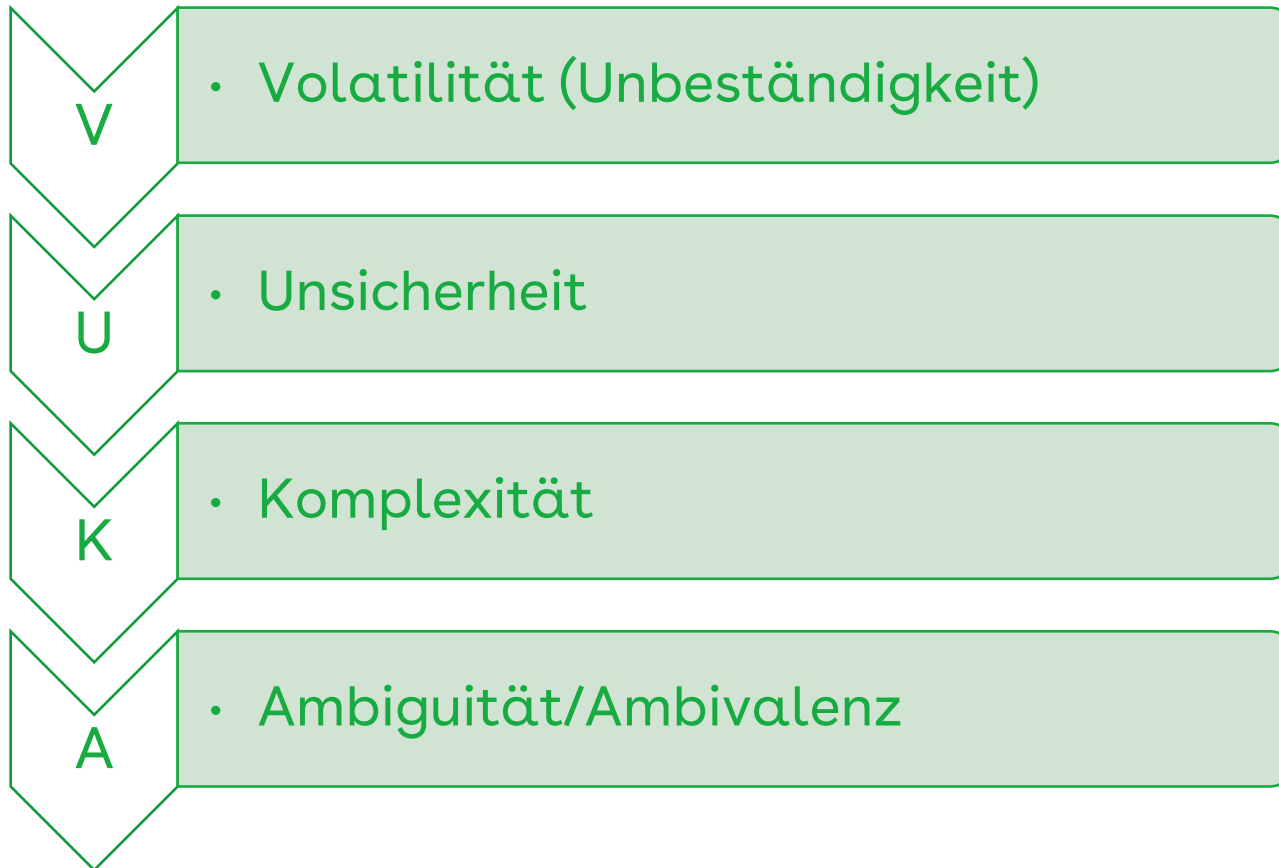 V
• Volatilität (Unbeständigkeit)
U
• Unsicherheit
K
• Komplexität
A
• Ambiguität/Ambivalenz